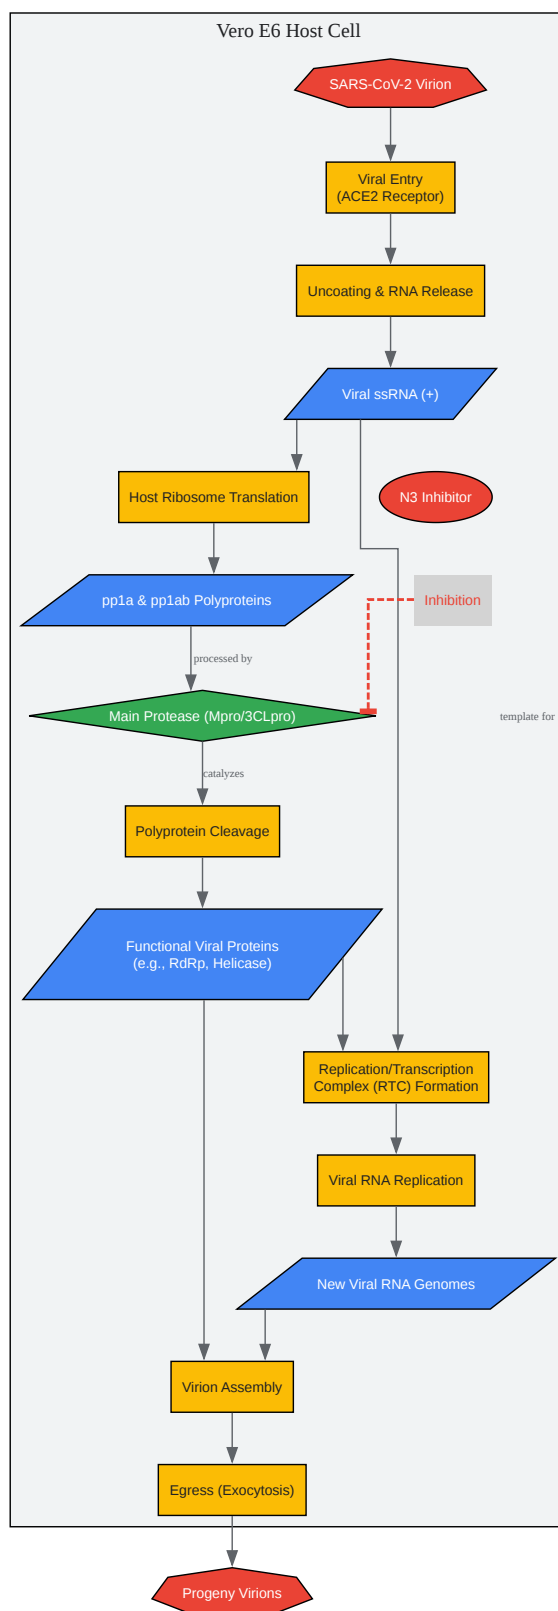 Vero E6 Host Cell
SARS-CoV-2 Virion
Viral Entry
(ACE2 Receptor)
Uncoating & RNA Release
Viral ssRNA (+)
Host Ribosome Translation
N3 Inhibitor
pp1a & pp1ab Polyproteins
Inhibition
processed by
Main Protease (Mpro/3CLpro)
template for
catalyzes
Polyprotein Cleavage
Functional Viral Proteins
(e.g., RdRp, Helicase)
Replication/Transcription
Complex (RTC) Formation
Viral RNA Replication
New Viral RNA Genomes
Virion Assembly
Egress (Exocytosis)
Progeny Virions